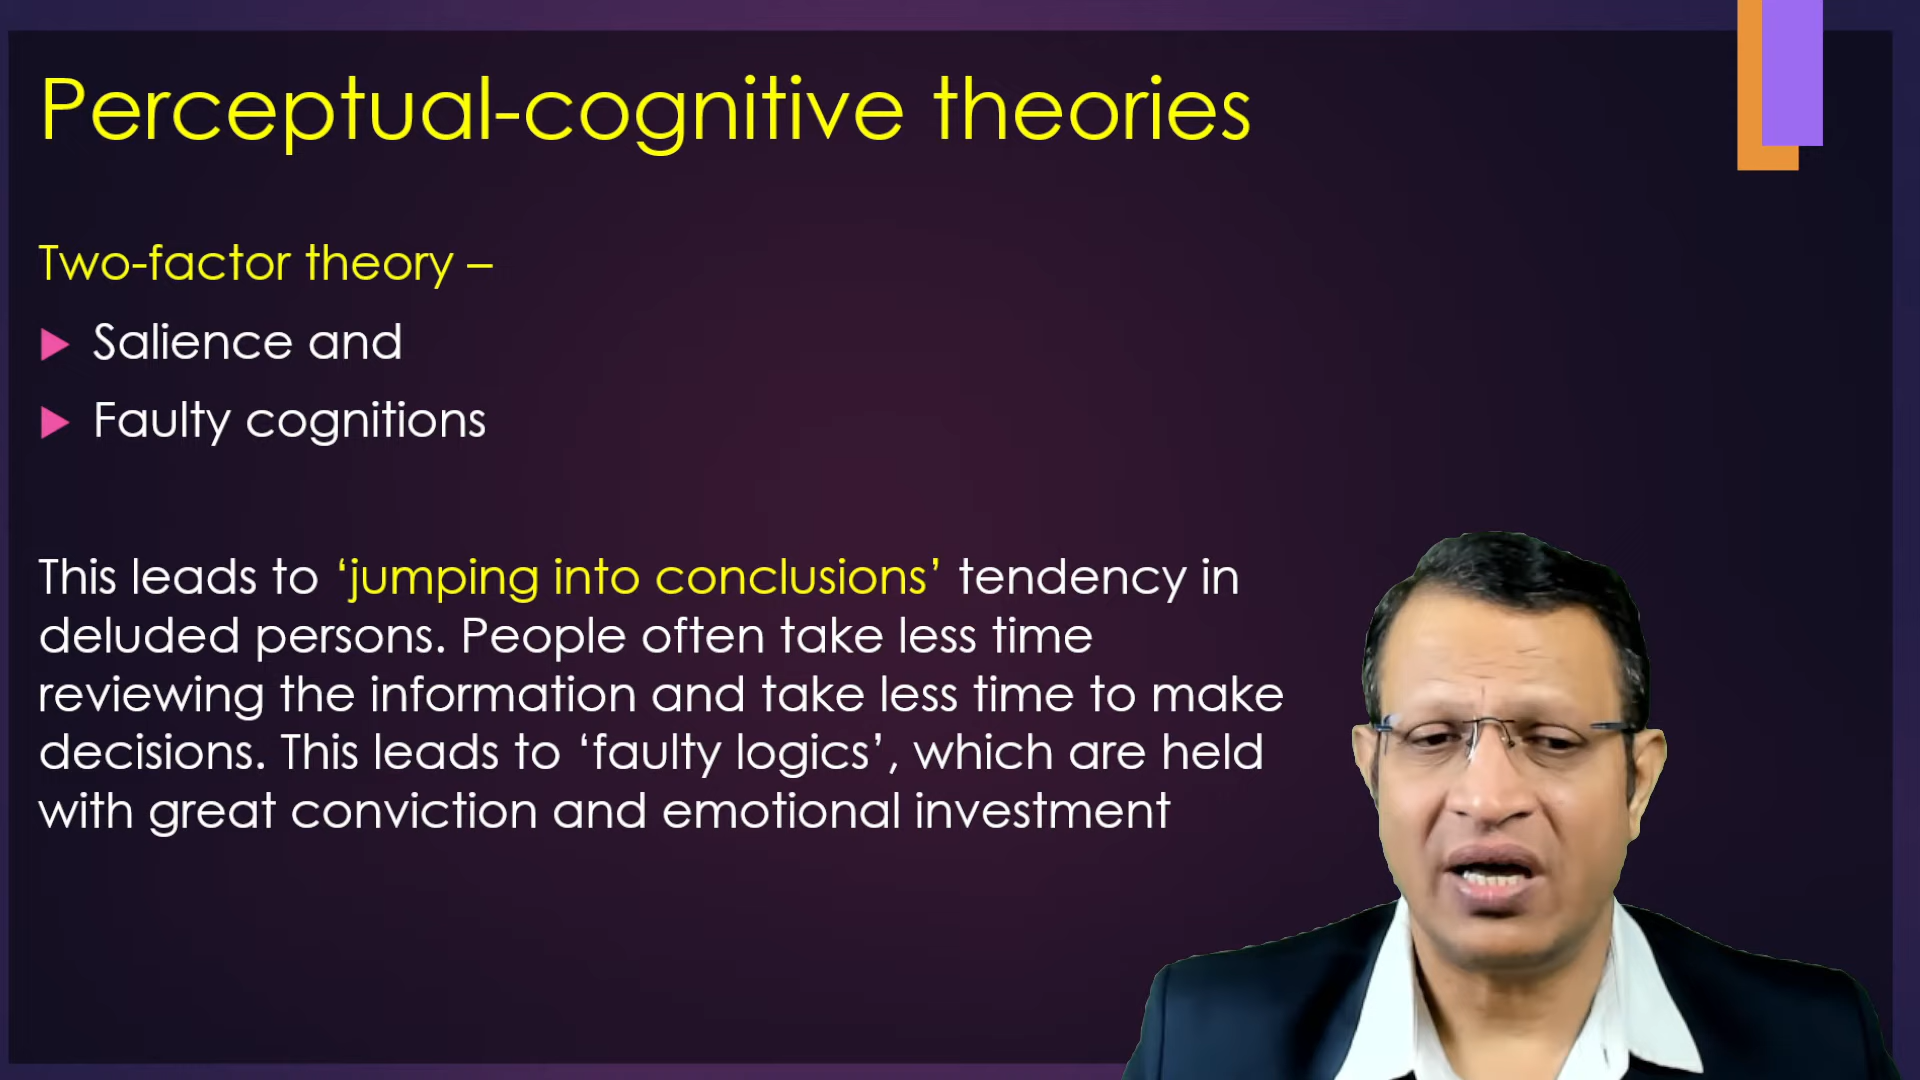 Perceptual-cognitive theories
Two-factor theory –
Salience and
Faulty cognitions
This leads to ‘jumping into conclusions’ tendency in
deluded persons. People often take less time
reviewing the information and take less time to make
decisions. This leads to ‘faulty logics’, which are held
with great conviction and emotional investment